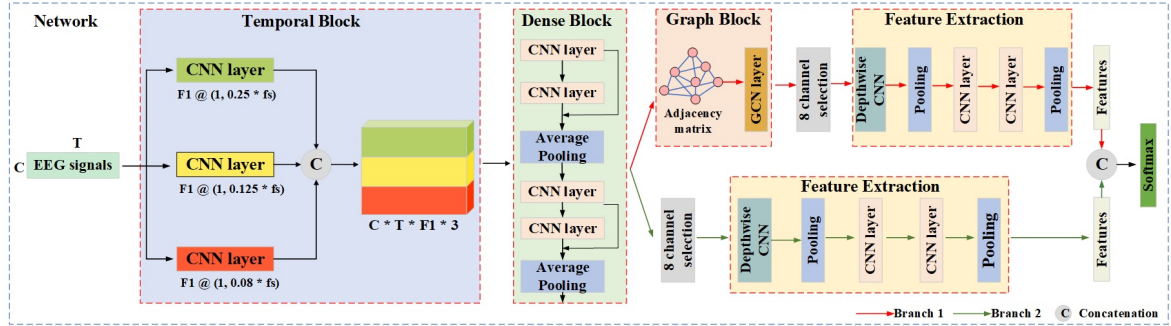 Network
Temporal Block
Dense Block
Graph Block
Feature Extraction
T
C
EEG signals
CNN layer
F1 @ (1, 0.25 * fs)
CNN layer
F1 @ (1, 0.125 * fs)
CNN layer
F1 @ (1, 0.08 * fs)
C
C * T * F1 * 3
CNN layer
CNN layer
Average
Pooling
CNN layer
CNN layer
Average
Pooling
Adjacency
matrix
GCN layer
8 channel
selection
Depthwise
CNN
Pooling
CNN layer
CNN layer
Pooling
Features
8 channel
selection
Feature Extraction
Depthwise
CNN
Pooling
CNN layer
CNN layer
Pooling
Features
C
Softmax
Branch 1
Branch 2
C
Concatenation